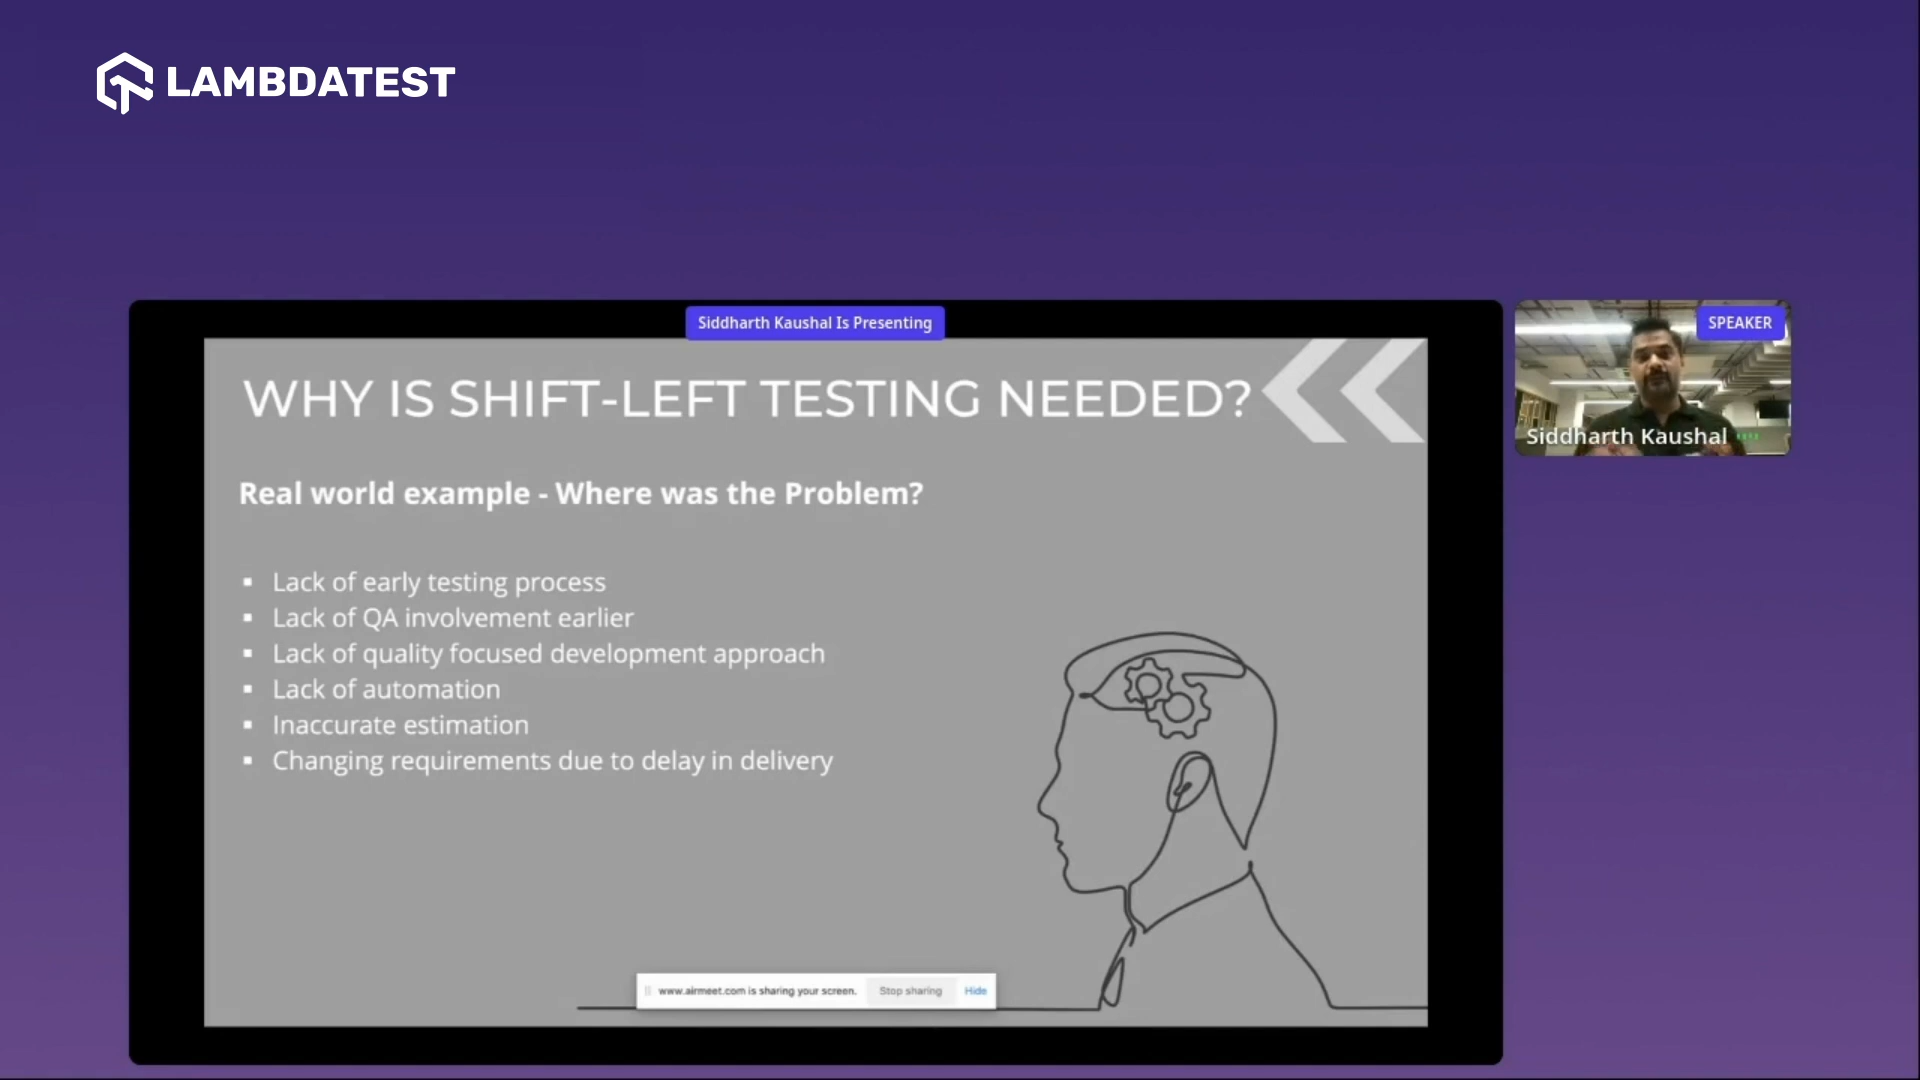 LAMBDATEST
Siddharth Kaushal Is Presenting
SPEAKER
Siddharth Kaushal
WHY IS SHIFT-LEFT TESTING NEEDED?
Real world example - Where was the Problem?
▪ Lack of early testing process
▪ Lack of QA involvement earlier
▪ Lack of quality focused development approach
▪ Lack of automation
▪ Inaccurate estimation
▪ Changing requirements due to delay in delivery
www.airmeet.com is sharing your screen. Stop sharing Hide